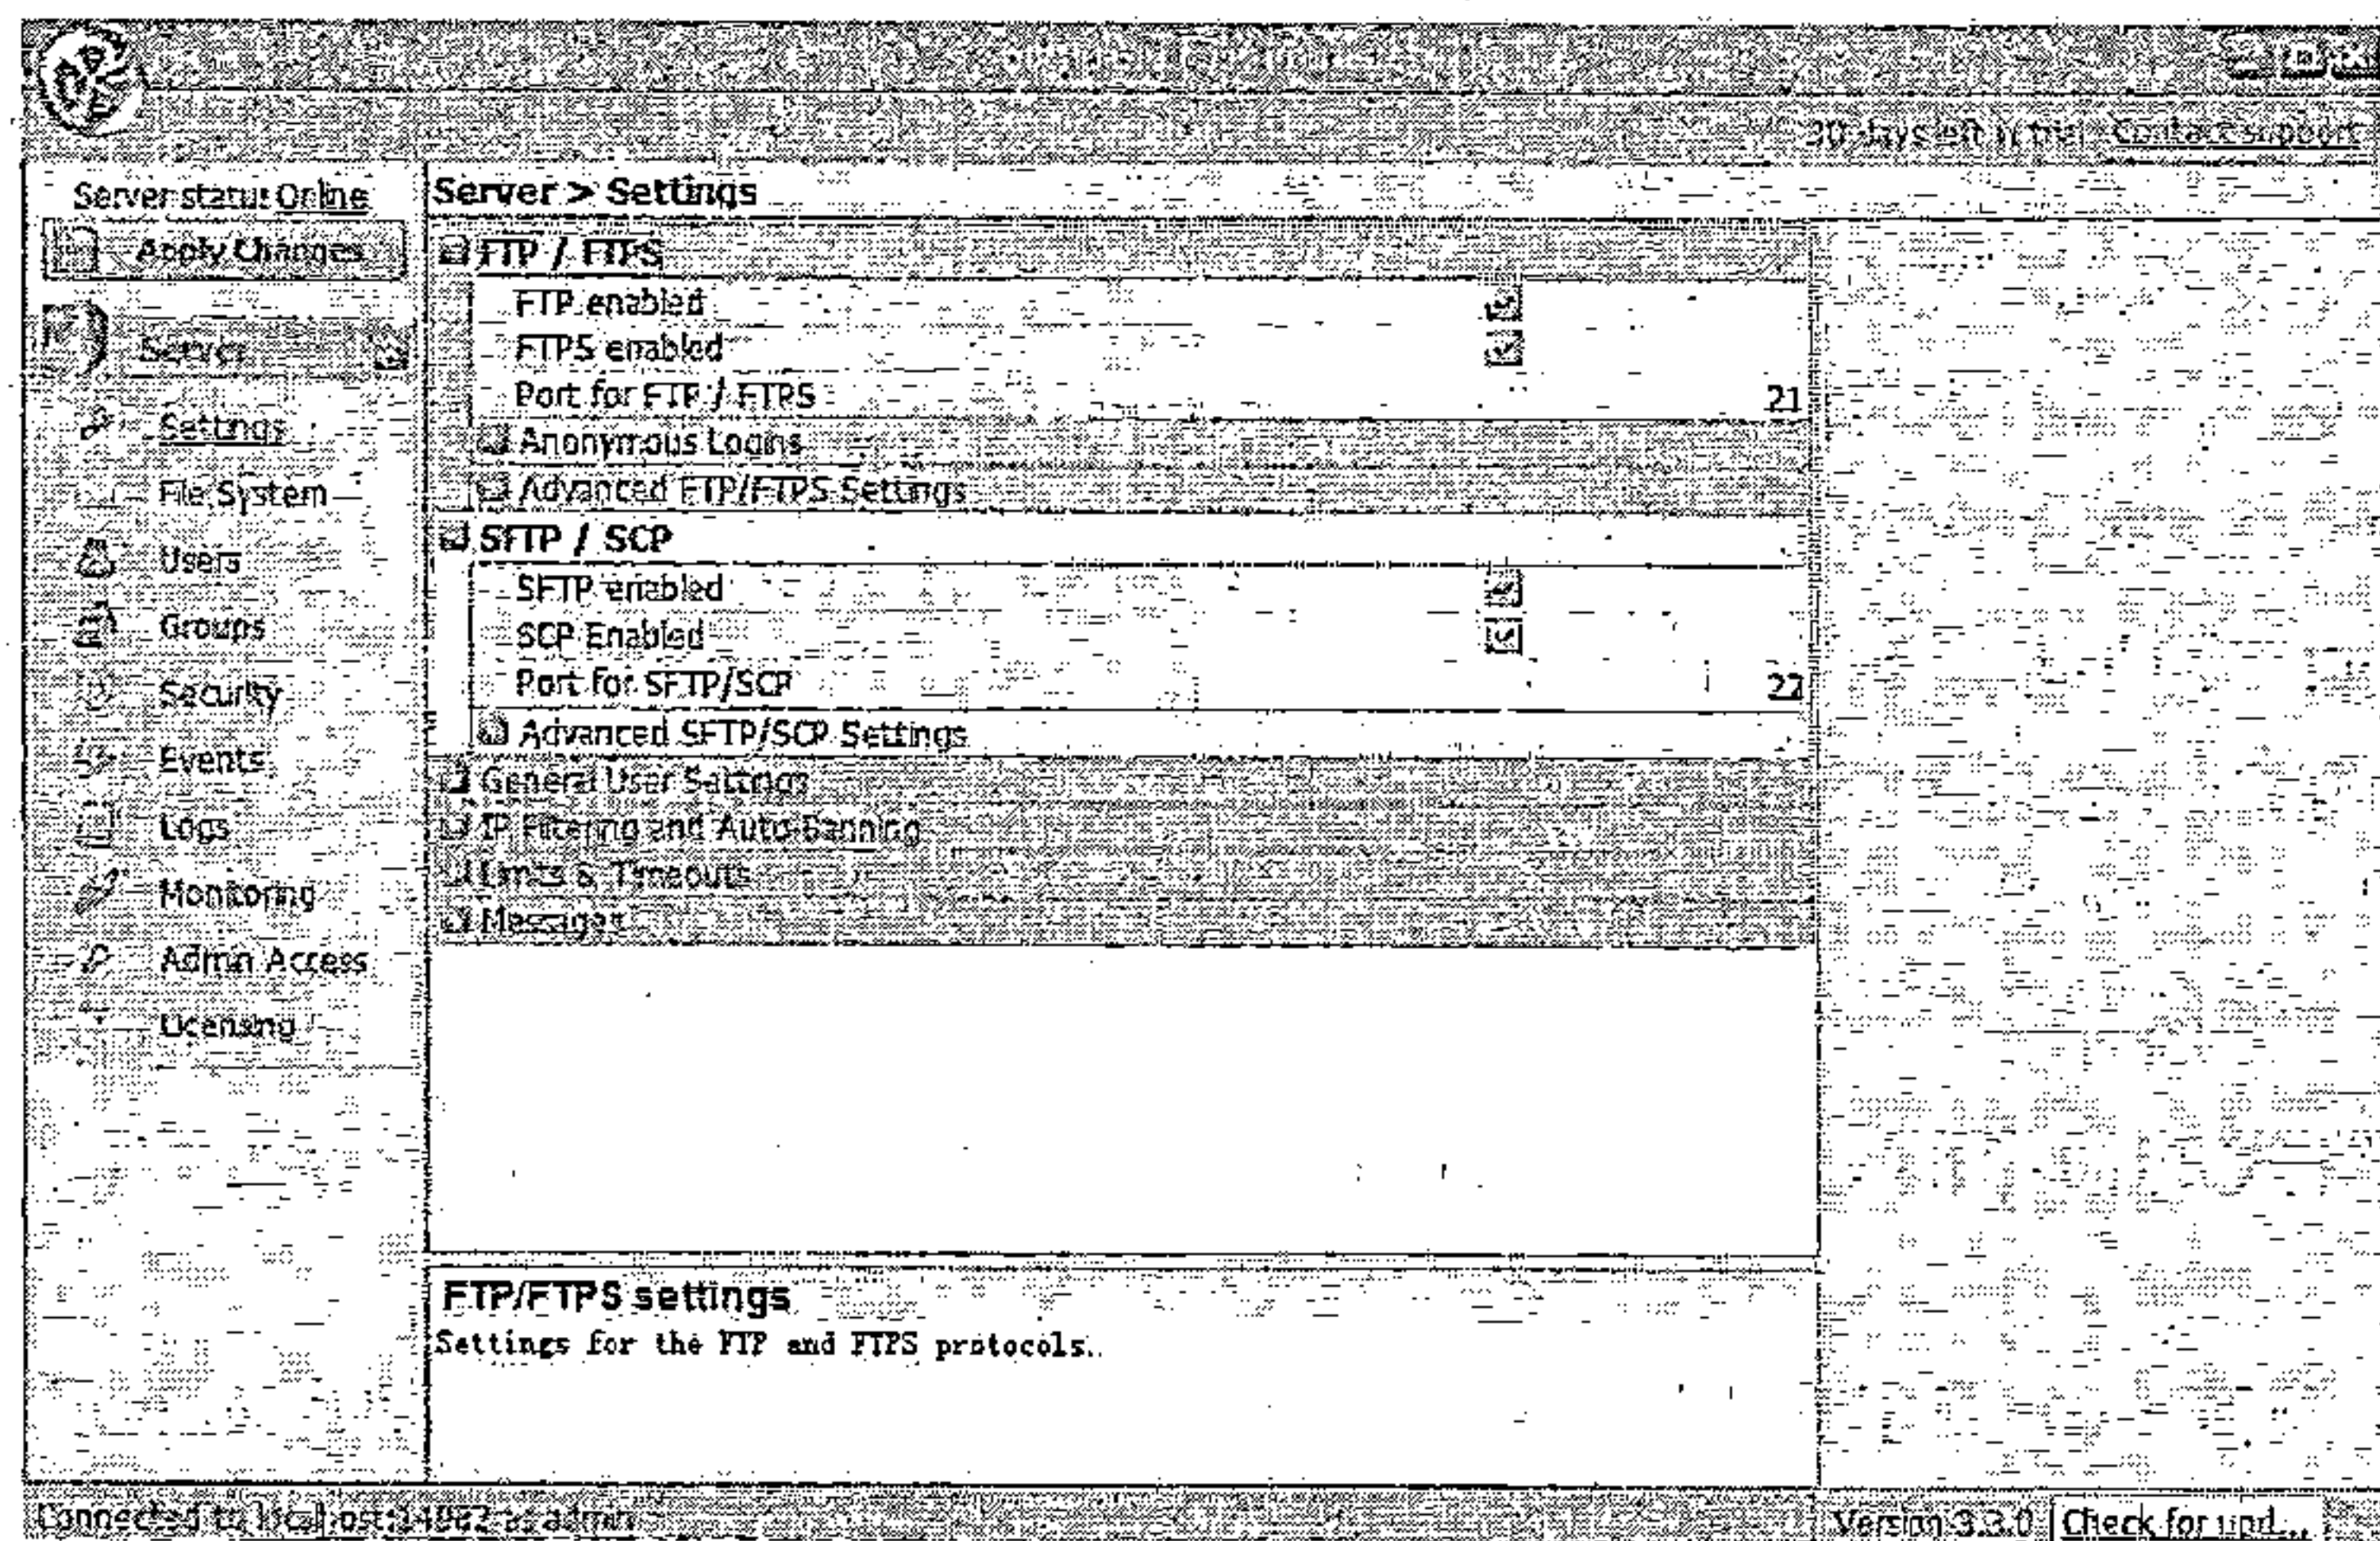 30 days left in trial Contact support
Server status Online
Apply Changes
Server
Settings
File System
Users
Groups
Security
Events
Logs
Monitoring
Admin Access
Licensing
Server > Settings
FTP / FTPS
FTP enabled
FTPS enabled
Port for FTP / FTPS 21
Anonymous Logins
Advanced FTP/FTPS Settings
SFTP / SCP
SFTP enabled
SCP Enabled
Port for SFTP/SCP 22
Advanced SFTP/SCP Settings
General User Settings
IP Filtering and Auto-Banning
Limits & Timeouts
Messages
FTP/FTPS settings
Settings for the FTP and FTPS protocols.
Connected to localhost:14982 as admin
Version 3.3.0 Check for upd...